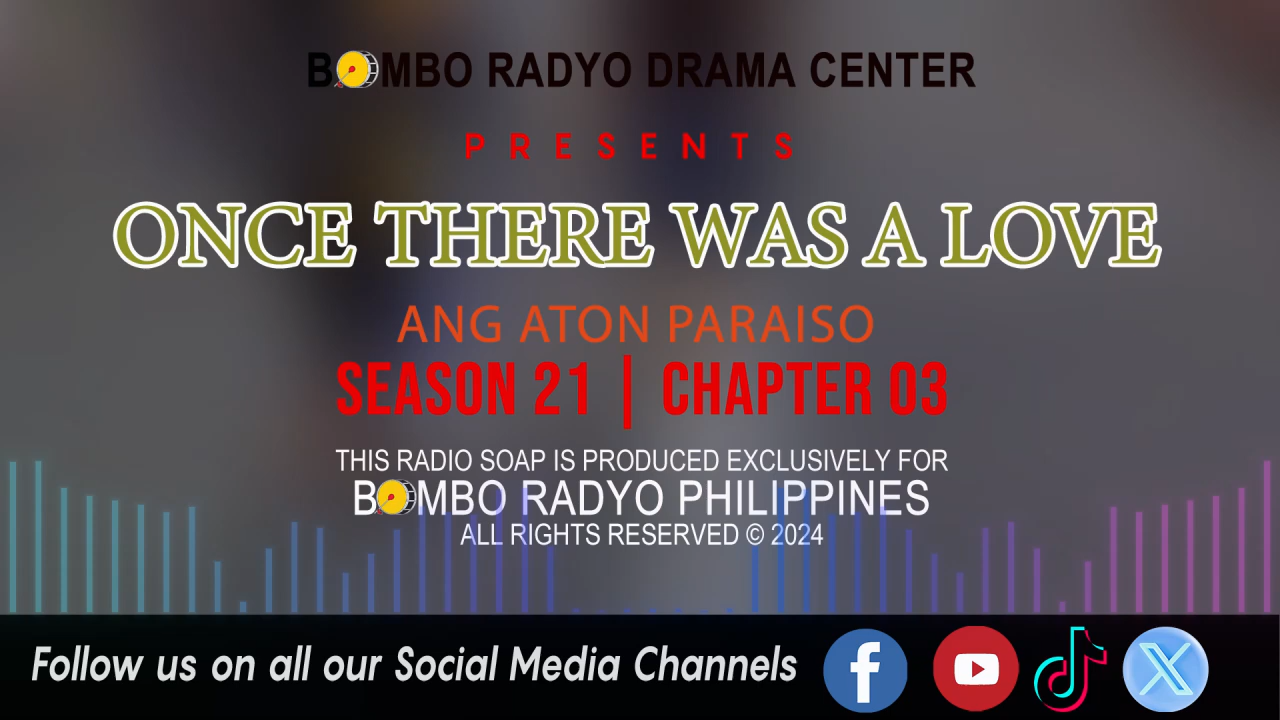 BOMBO RADYO DRAMA CENTER
PRESENTS
ONCE THERE WAS A LOVE
ANG ATON PARAISO
SEASON 21 | CHAPTER 03
THIS RADIO SOAP IS PRODUCED EXCLUSIVELY FOR
BOMBO RADYO PHILIPPINES
ALL RIGHTS RESERVED © 2024
Follow us on all our Social Media Channels